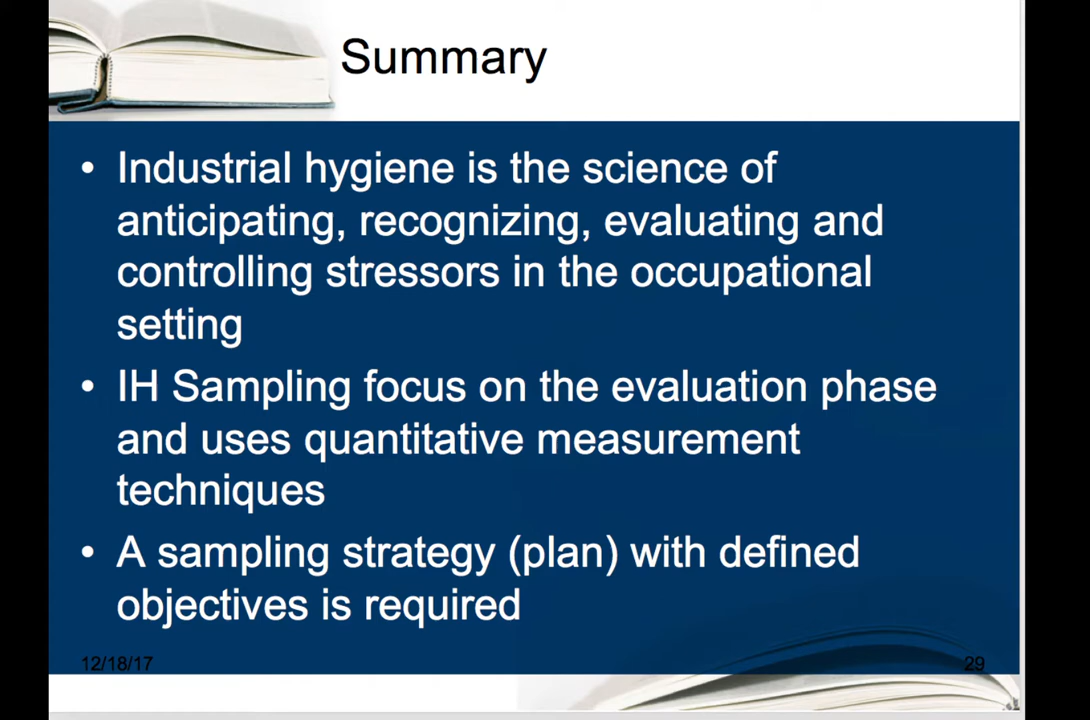 Summary
• Industrial hygiene is the science of
anticipating, recognizing, evaluating and
controlling stressors in the occupational
setting
• IH Sampling focus on the evaluation phase
and uses quantitative measurement
techniques
• A sampling strategy (plan) with defined
objectives is required
12/18/17
29